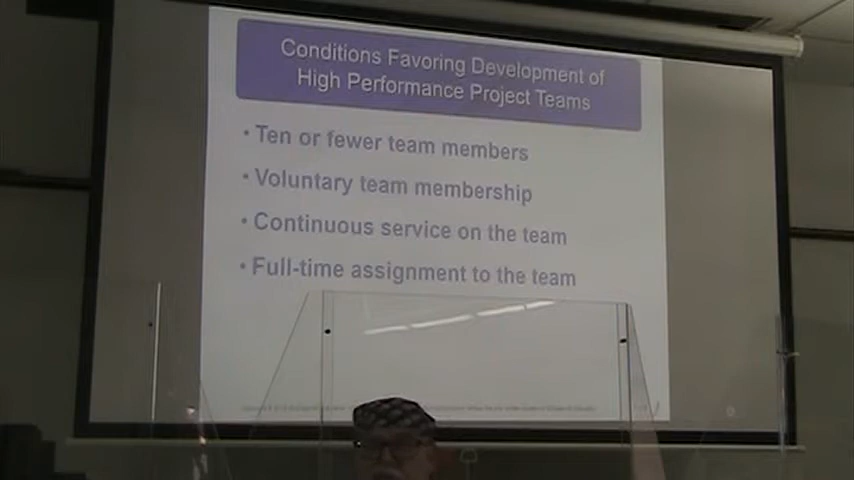 Conditions Favoring Development of
High Performance Project Teams
• Ten or fewer team members
• Voluntary team membership
• Continuous service on the team
• Full-time assignment to the team